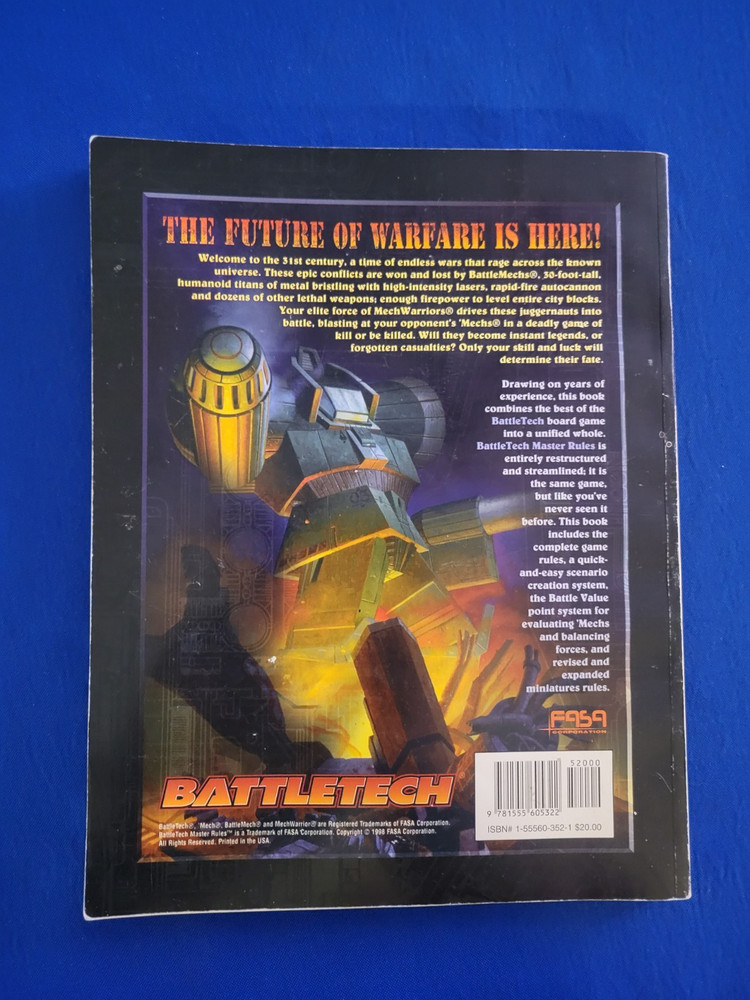 THE FUTURE OF WARFARE IS HERE!
Welcome to the 31st century, a time of endless wars that rage across the known
universe. These epic conflicts are won and lost by BattleMechs®, 30-foot-tall,
humanoid titans of metal bristling with high-intensity lasers, rapid-fire autocannon
and dozens of other lethal weapons; enough firepower to level entire city blocks.
Your elite force of MechWarriors® drives these juggernauts into
battle, blasting at your opponent's 'Mechs® in a deadly game of
kill or be killed. Will they become instant legends, or
forgotten casualties? Only your skill and luck will
determine their fate.
Drawing on years of
experience, this book
combines the best of the
BattleTech board game
into a unified whole.
BattleTech Master Rules is
entirely restructured
and streamlined; it is
the same game,
but like you've
never seen it
before. This book
includes the
complete game
rules, a quick-
and-easy scenario
creation system,
the Battle Value
point system for
evaluating 'Mechs
and balancing
forces, and
revised and
expanded
miniatures rules.
FASA
CORPORATION
BATTLETECH
52000
9 781555 605322
ISBN# 1-55560-352-1 $20.00
BattleTech®, 'Mech®, BattleMech® and MechWarrior® are Registered Trademarks of FASA Corporation.
BattleTech Master Rules™ is a Trademark of FASA Corporation. Copyright © 1998 FASA Corporation.
All Rights Reserved. Printed in the USA.